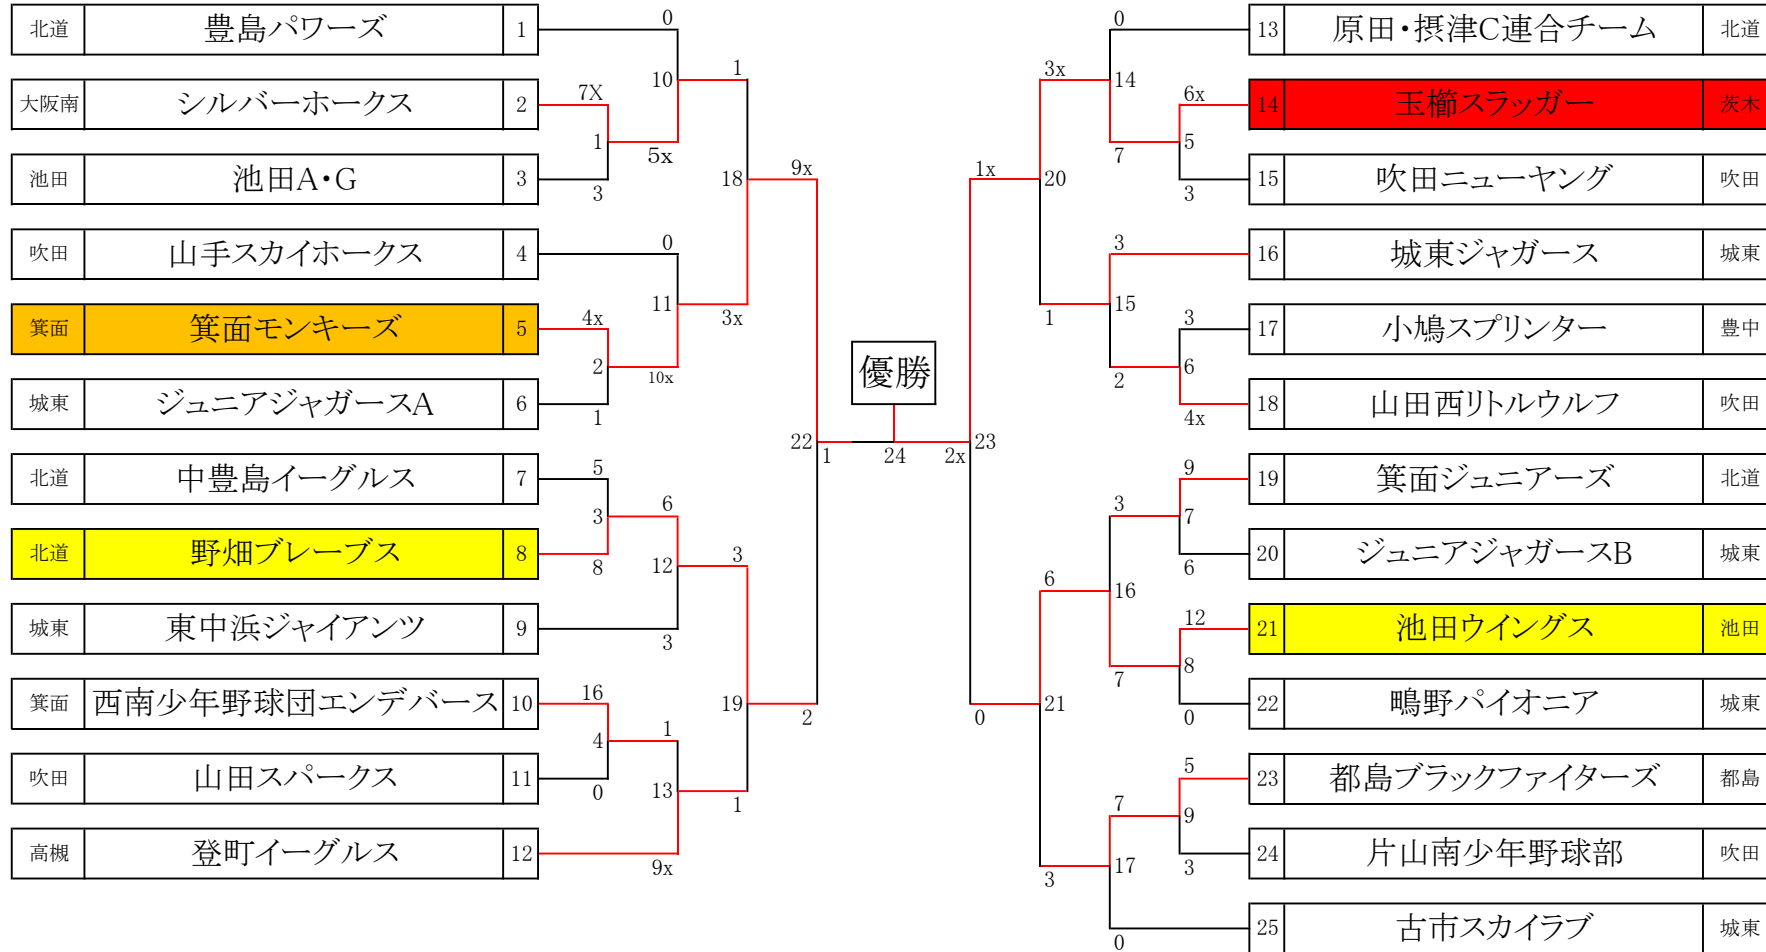 北道 豊島パワーズ 1
大阪南 シルバーホークス 2
池田 池田A・G 3
吹田 山手スカイホークス 4
箕面 箕面モンキーズ 5
城東 ジュニアジャガースA 6
北道 中豊島イーグルス 7
北道 野畑ブレーブス 8
城東 東中浜ジャイアンツ 9
箕面 西南少年野球団エンデバース 10
吹田 山田スパークス 11
高槻 登町イーグルス 12
0
10
1
7X
1
5x
3
18
9x
0
11
3x
4x
2
10x
1
5
3
6
8
12
3
3
16
4
1
19
2
0
13
1
9x
優勝
22
1
24
2x
23
0
3x
14
6x
5
7
3
1x
20
3
15
1
3
6
2
4x
9
3
7
6
6
16
12
8
7
0
21
0
5
7
9
3
17
3
0
13 原田・摂津C連合チーム 北道
14 玉櫛スラッガー 茨木
15 吹田ニューヤング 吹田
16 城東ジャガース 城東
17 小鳩スプリンター 豊中
18 山田西リトルウルフ 吹田
19 箕面ジュニアーズ 北道
20 ジュニアジャガースB 城東
21 池田ウイングス 池田
22 鴫野パイオニア 城東
23 都島ブラックファイターズ 都島
24 片山南少年野球部 吹田
25 古市スカイラブ 城東